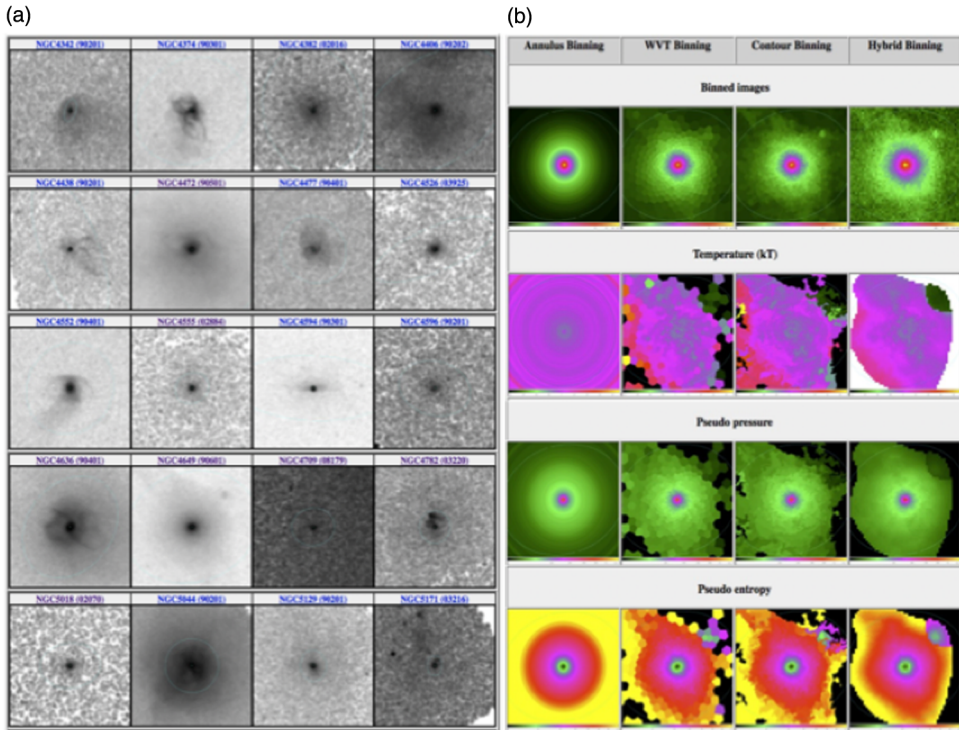 (a)
NGC4342 (90201) NGC4374 (90301) NGC4382 (02016) NGC4406 (90202)
NGC4438 (90201) NGC4472 (90501) NGC4477 (90401) NGC4526 (03925)
NGC4552 (90401) NGC4555 (02884) NGC4594 (90301) NGC4596 (90201)
NGC4636 (90401) NGC4649 (90601) NGC4709 (08179) NGC4782 (03220)
NGC5018 (02070) NGC5044 (90201) NGC5129 (90201) NGC5171 (03216)
(b)
Annulus Binning WVT Binning Contour Binning Hybrid Binning
Binned images
Temperature (kT)
Pseudo pressure
Pseudo entropy